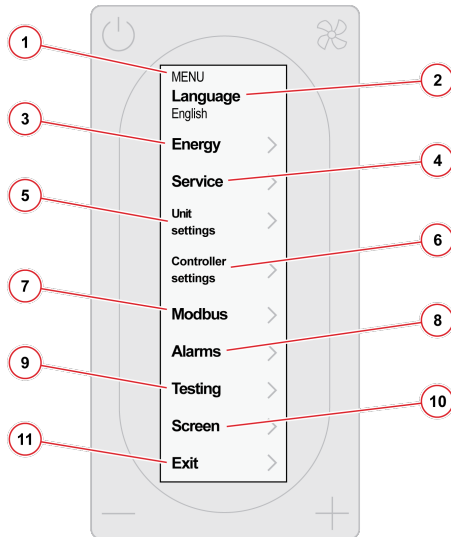 MENU
Language
English
Energy
Service
Unit
settings
Controller
settings
Modbus
Alarms
Testing
Screen
Exit
1
2
3
4
5
6
7
8
9
10
11